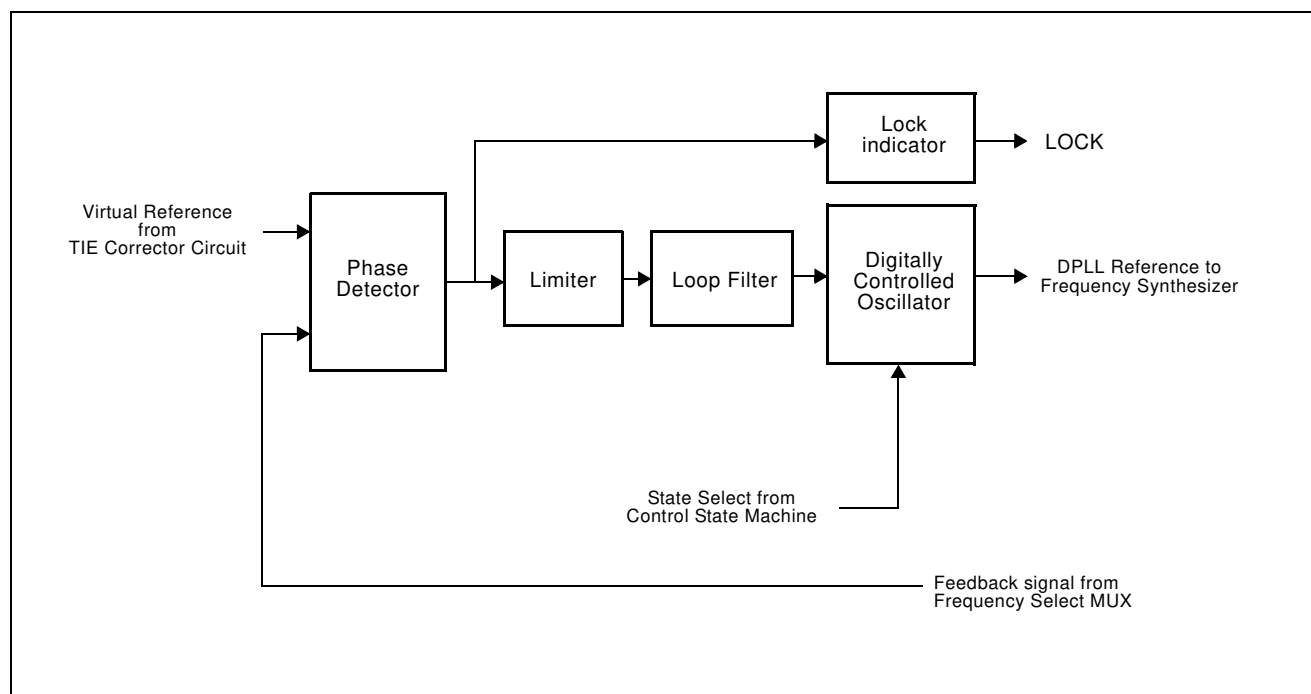 Lock
indicator
LOCK
Virtual Reference
from
TIE Corrector Circuit
Phase
Detector
Limiter
Loop Filter
Digitally
Controlled
Oscillator
DPLL Reference to
Frequency Synthesizer
State Select from
Control State Machine
Feedback signal from
Frequency Select MUX